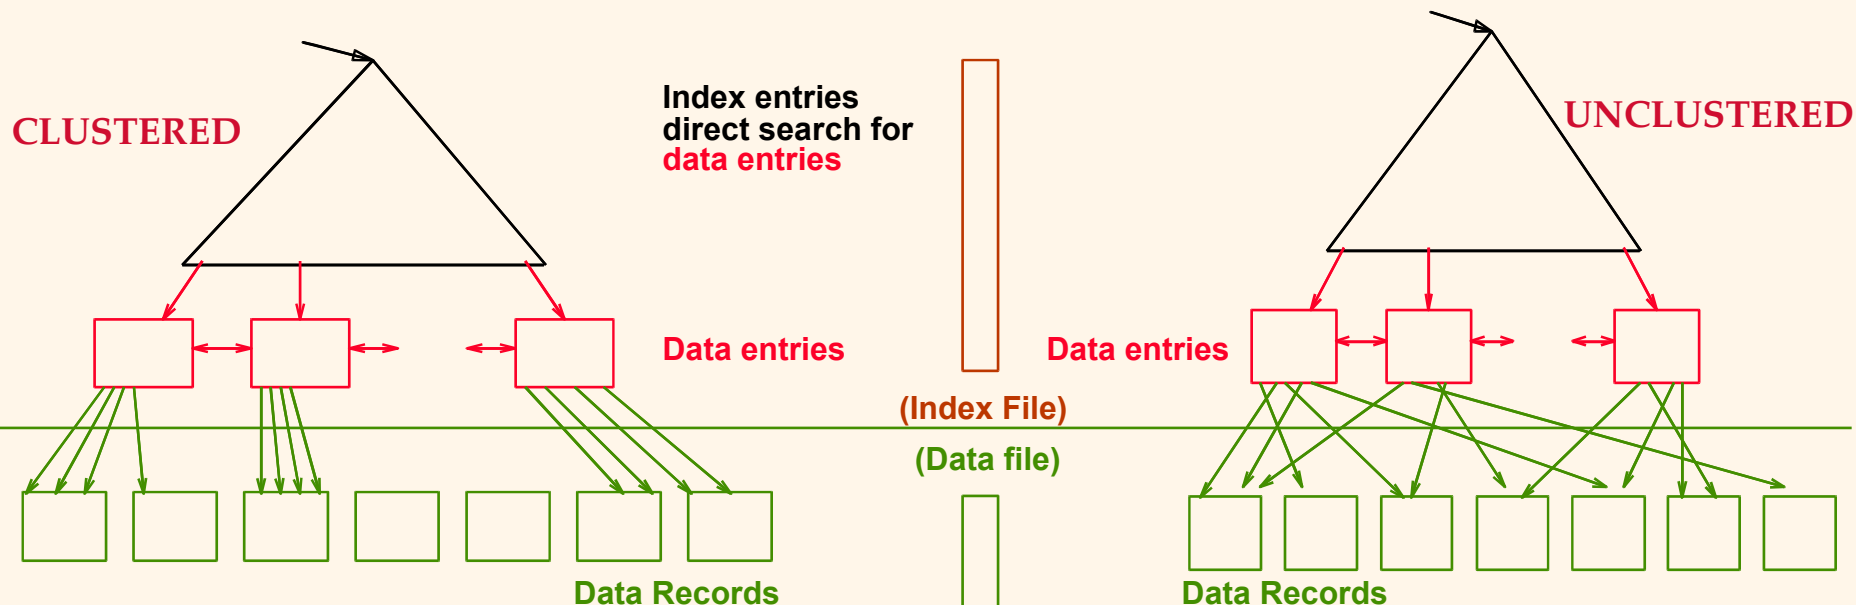 CLUSTERED
Index entries
direct search for
data entries
UNCLUSTERED
Data entries
Data entries
(Index File)
(Data file)
Data Records
Data Records